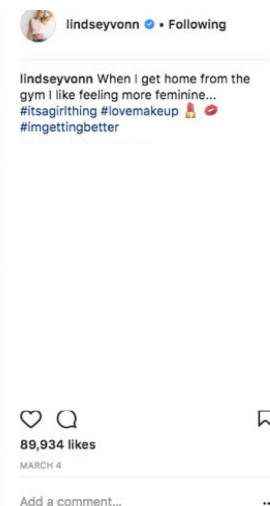 lindseyvonn • Following
lindseyvonn When I get home from the
gym I like feeling more feminine...
#itsagirlthing #lovemakeup 💄 💋
#imgettingbetter
89,934 likes
MARCH 4
Add a comment...